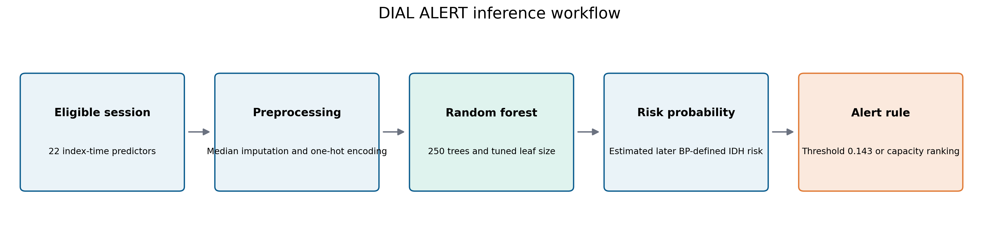 DIAL ALERT inference workflow
Eligible session
22 index-time predictors
Preprocessing
Median imputation and one-hot encoding
Random forest
250 trees and tuned leaf size
Risk probability
Estimated later BP-defined IDH risk
Alert rule
Threshold 0.143 or capacity ranking